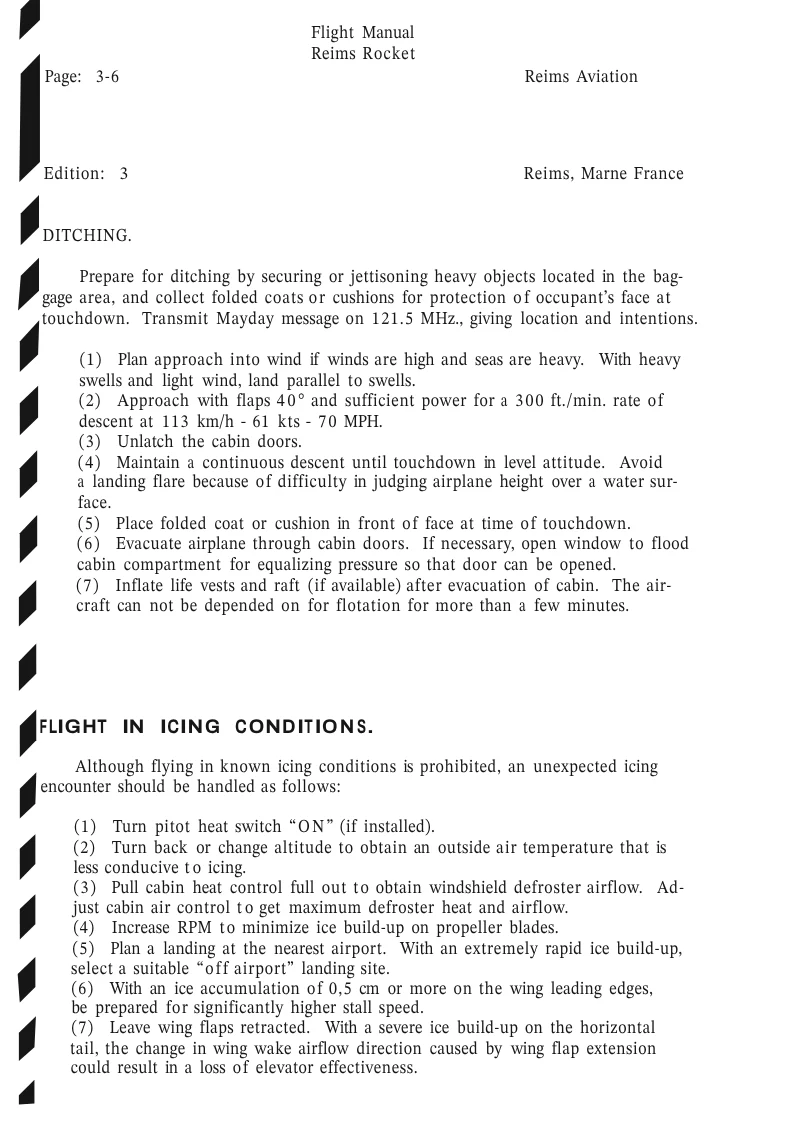 Flight Manual
Reims Rocket
Page: 3-6 Reims Aviation
Edition: 3 Reims, Marne France
DITCHING.
Prepare for ditching by securing or jettisoning heavy objects located in the bag-
gage area, and collect folded coats or cushions for protection of occupant's face at
touchdown. Transmit Mayday message on 121.5 MHz., giving location and intentions.
(1) Plan approach into wind if winds are high and seas are heavy. With heavy
swells and light wind, land parallel to swells.
(2) Approach with flaps 40° and sufficient power for a 300 ft./min. rate of
descent at 113 km/h - 61 kts - 70 MPH.
(3) Unlatch the cabin doors.
(4) Maintain a continuous descent until touchdown in level attitude. Avoid
a landing flare because of difficulty in judging airplane height over a water sur-
face.
(5) Place folded coat or cushion in front of face at time of touchdown.
(6) Evacuate airplane through cabin doors. If necessary, open window to flood
cabin compartment for equalizing pressure so that door can be opened.
(7) Inflate life vests and raft (if available) after evacuation of cabin. The air-
craft can not be depended on for flotation for more than a few minutes.
FLIGHT IN ICING CONDITIONS.
Although flying in known icing conditions is prohibited, an unexpected icing
encounter should be handled as follows:
(1) Turn pitot heat switch “ON” (if installed).
(2) Turn back or change altitude to obtain an outside air temperature that is
less conducive to icing.
(3) Pull cabin heat control full out to obtain windshield defroster airflow. Ad-
just cabin air control to get maximum defroster heat and airflow.
(4) Increase RPM to minimize ice build-up on propeller blades.
(5) Plan a landing at the nearest airport. With an extremely rapid ice build-up,
select a suitable “off airport” landing site.
(6) With an ice accumulation of 0,5 cm or more on the wing leading edges,
be prepared for significantly higher stall speed.
(7) Leave wing flaps retracted. With a severe ice build-up on the horizontal
tail, the change in wing wake airflow direction caused by wing flap extension
could result in a loss of elevator effectiveness.